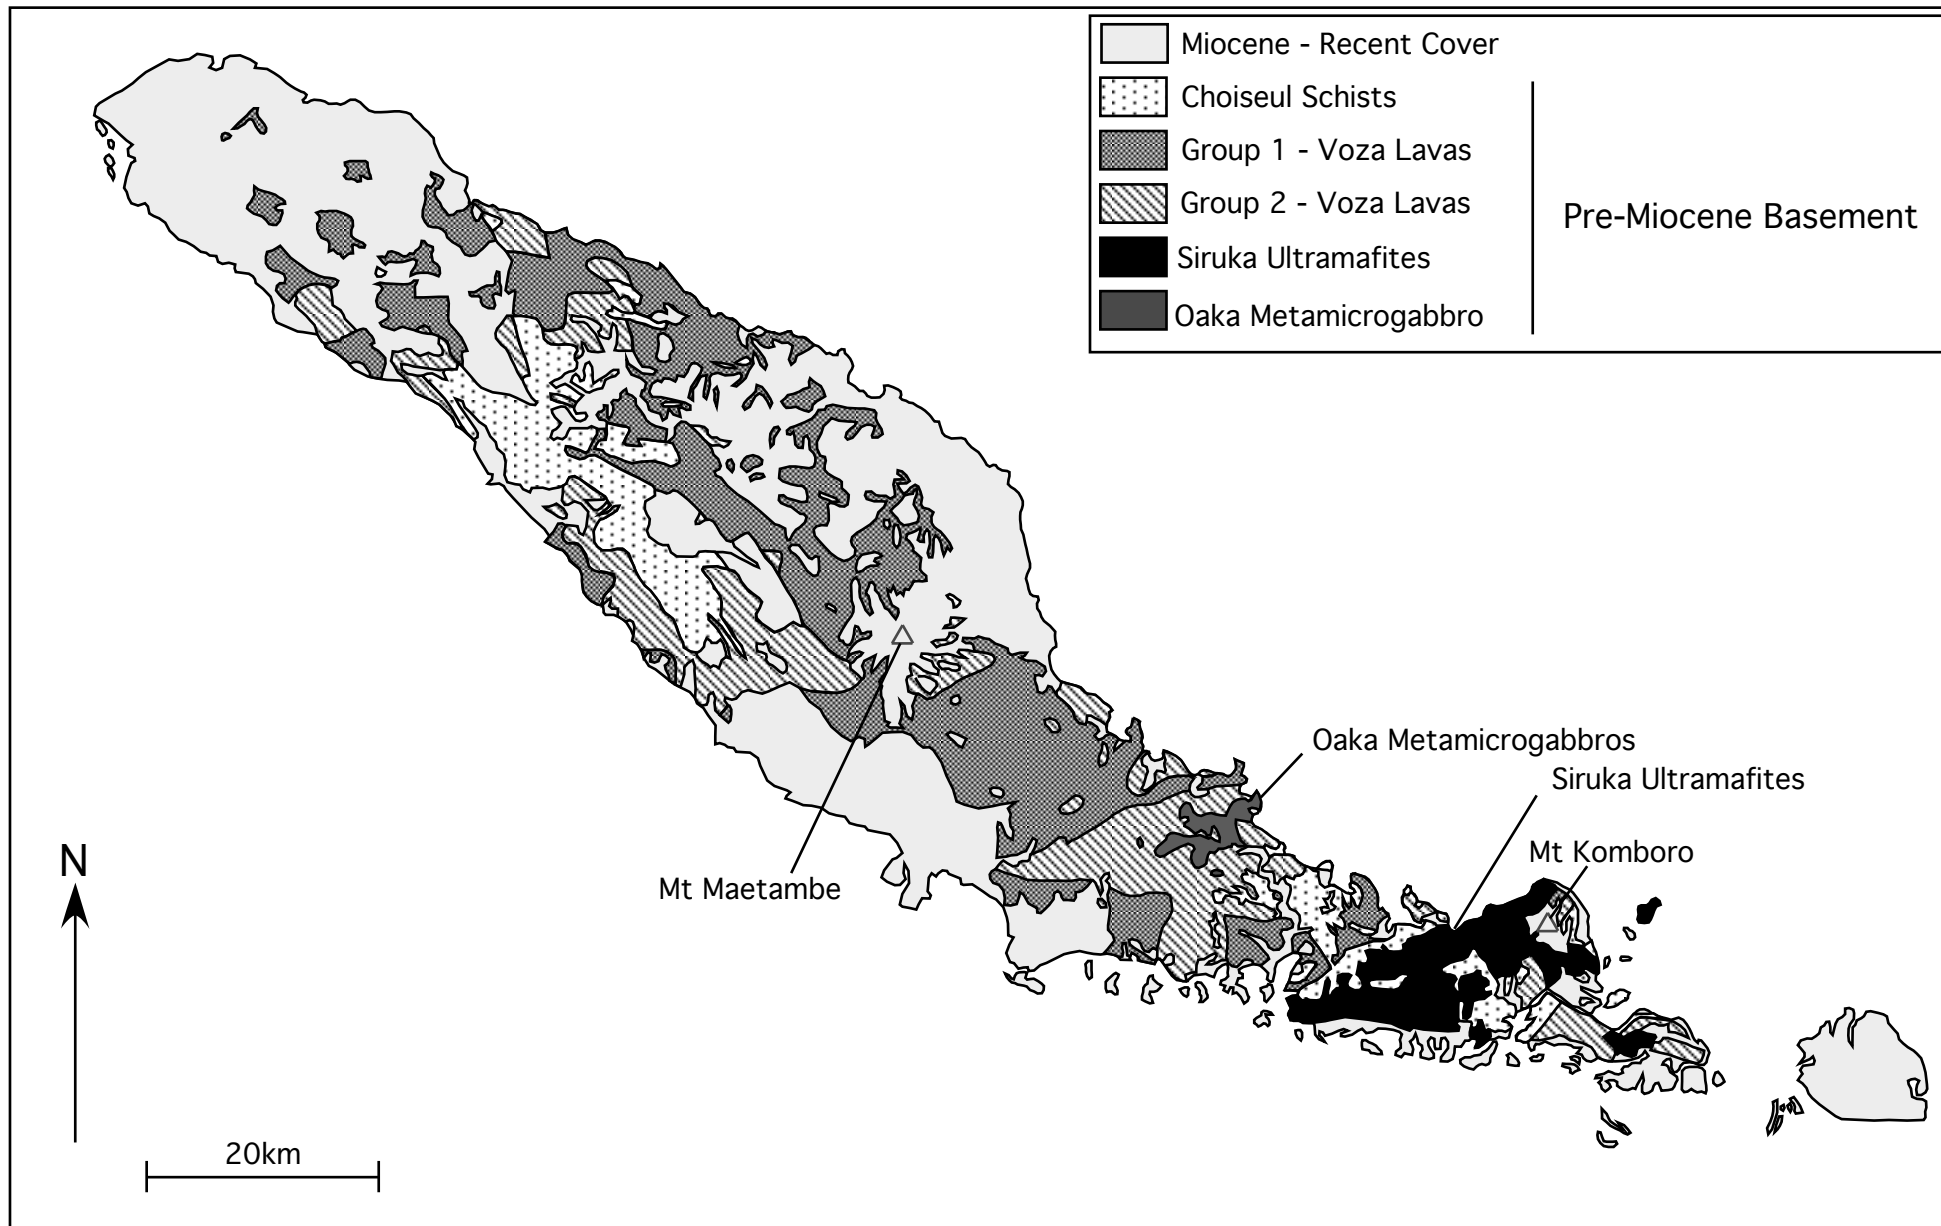 Miocene - Recent Cover
Choiseul Schists
Group 1 - Voza Lavas
Group 2 - Voza Lavas
Siruka Ultramafites
Oaka Metamicrogabbro
Pre-Miocene Basement
Oaka Metamicrogabbros
Siruka Ultramafites
Mt Komboro
Mt Maetambe
N
20km